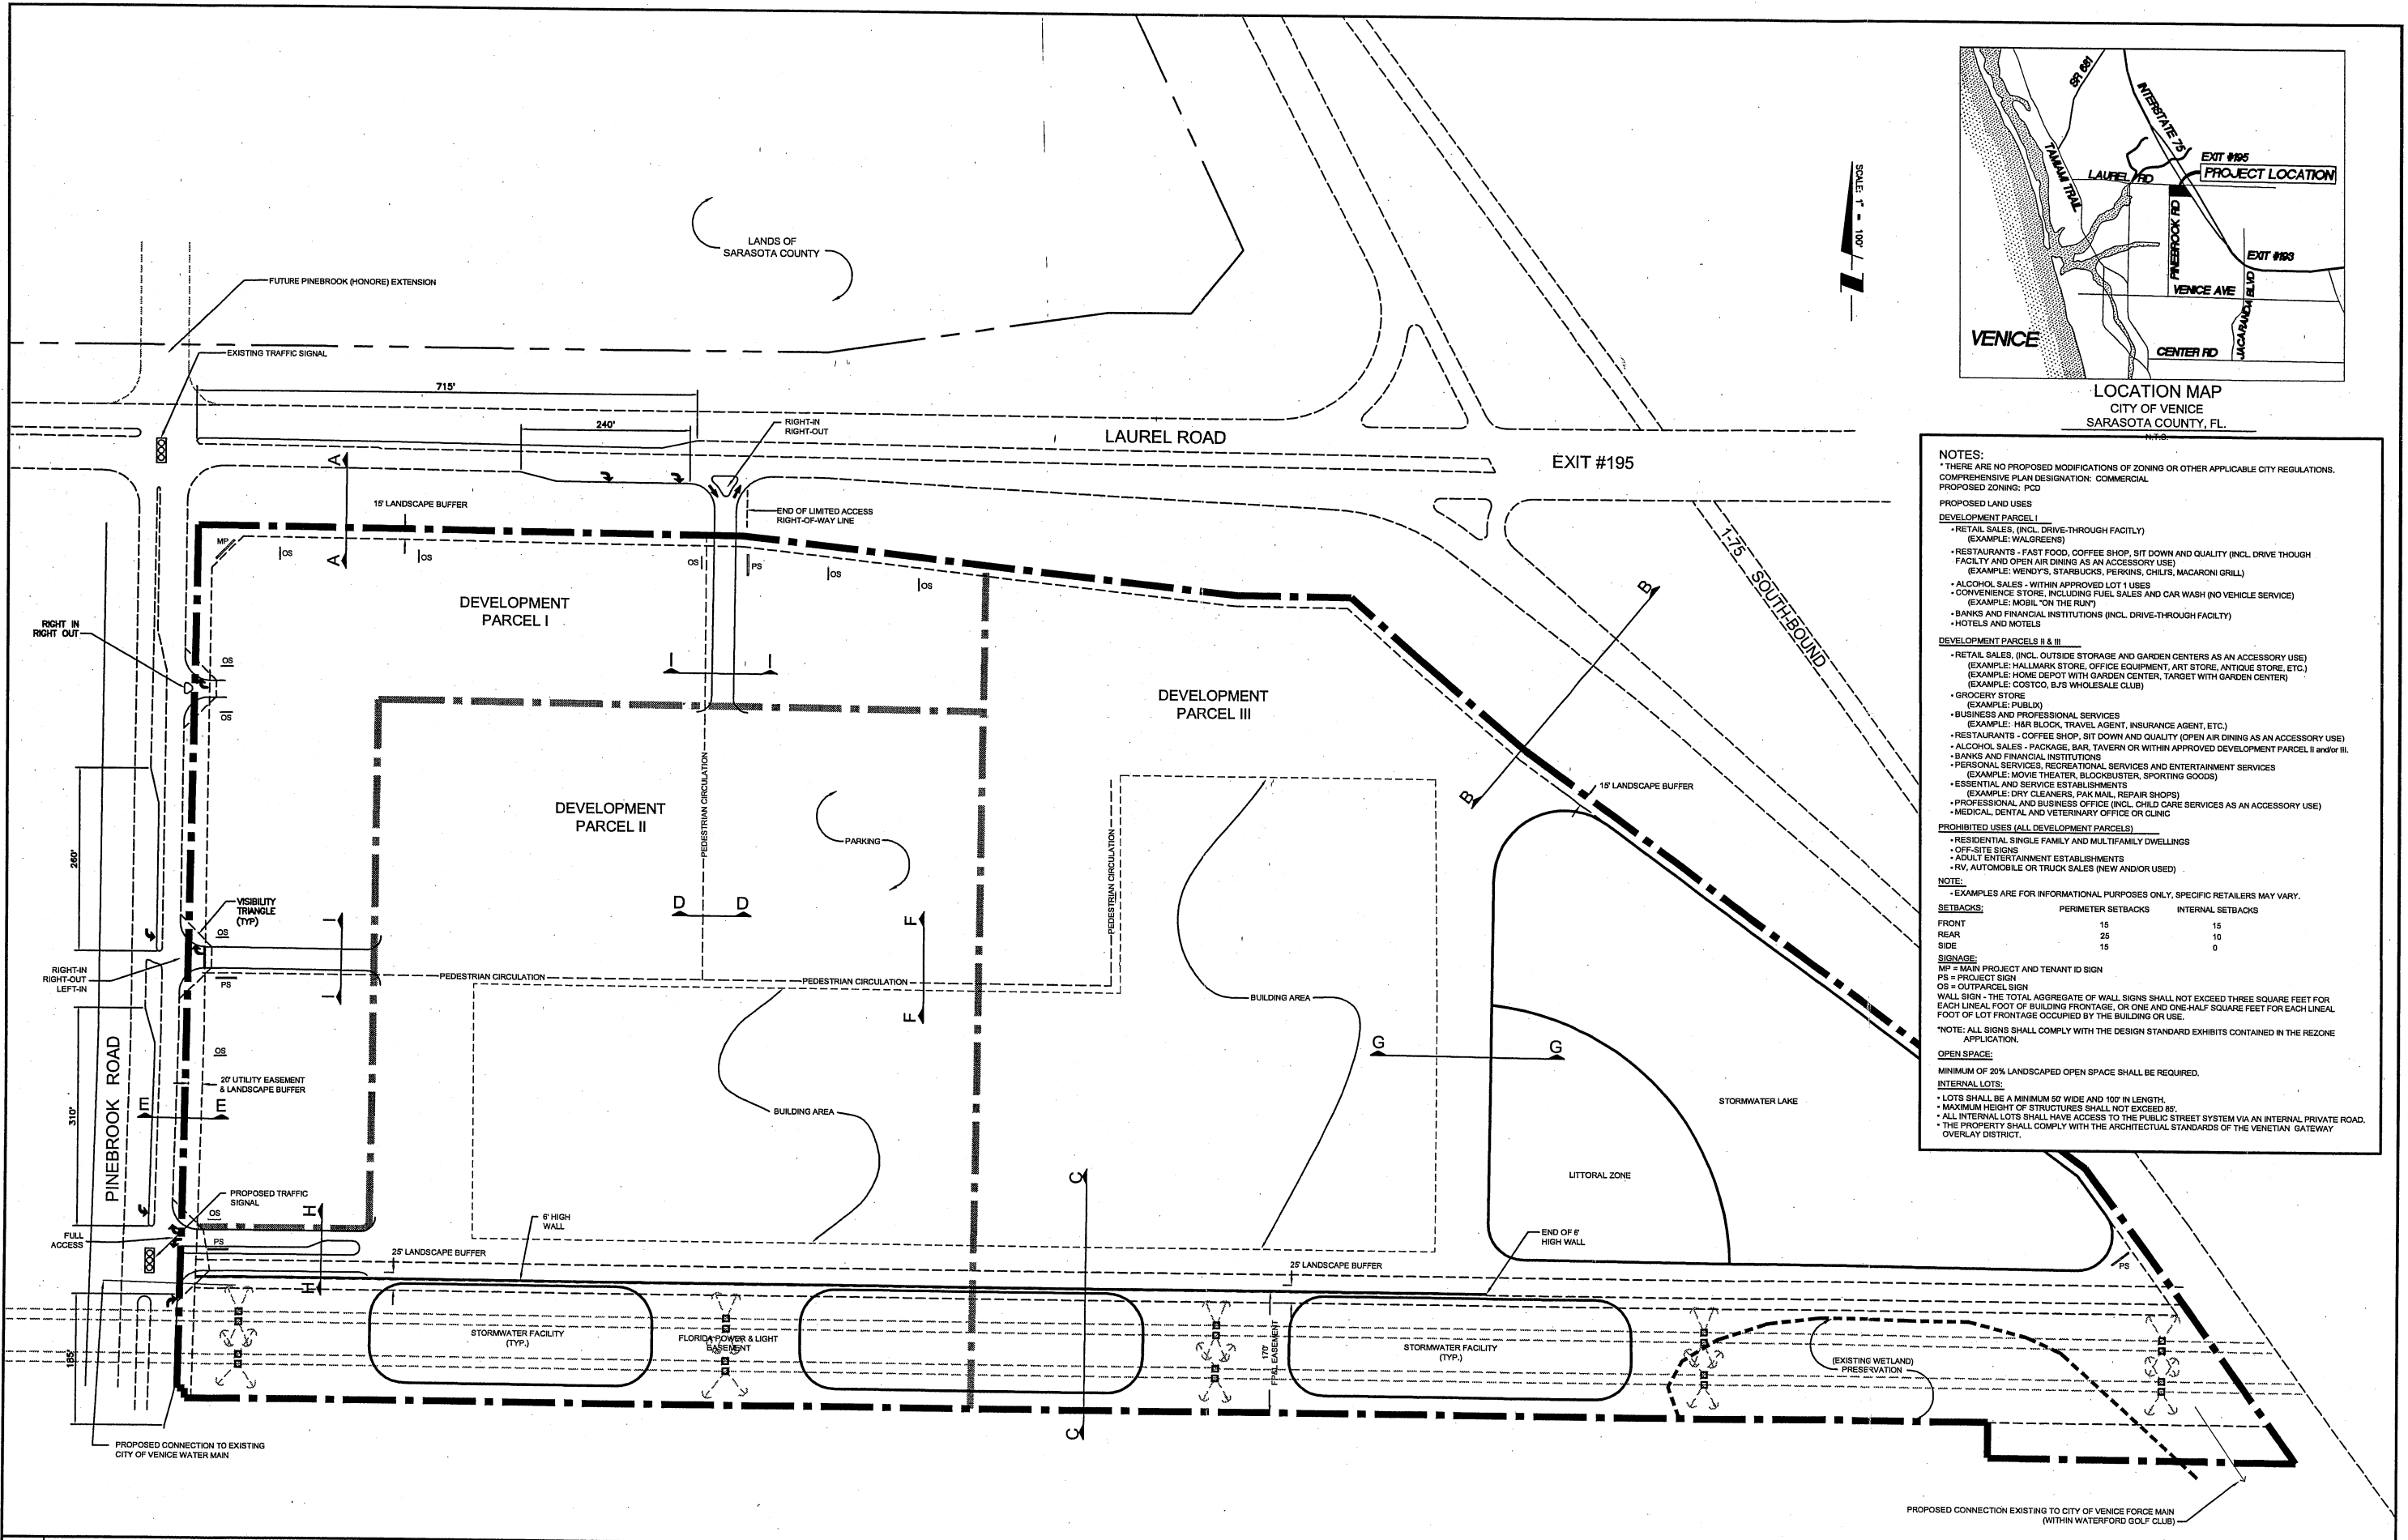 LANDS OF
SARASOTA COUNTY
FUTURE PINEBROOK (HONORE) EXTENSION
EXISTING TRAFFIC SIGNAL
715'
240'
RIGHT-IN
RIGHT-OUT
LAUREL ROAD
EXIT #195
SCALE: 1" = 100'
SR 681
INTERSTATE 75
TAMIAMI TRAIL
EXIT #195
PROJECT LOCATION
LAUREL RD
PINEBROOK RD
EXIT #193
VENICE AVE
JACARANDA BLVD
VENICE
CENTER RD
LOCATION MAP
CITY OF VENICE
SARASOTA COUNTY, FL.
N.T.S.
A
A
15' LANDSCAPE BUFFER
END OF LIMITED ACCESS
RIGHT-OF-WAY LINE
MP
OS
OS
OS
PS
OS
OS
I-75
SOUTH-BOUND
DEVELOPMENT
PARCEL I
B
B
RIGHT IN
RIGHT OUT
OS
OS
I
I
DEVELOPMENT
PARCEL III
PEDESTRIAN CIRCULATION
15' LANDSCAPE BUFFER
DEVELOPMENT
PARCEL II
PARKING
PEDESTRIAN CIRCULATION
260'
VISIBILITY
TRIANGLE
(TYP)
OS
I
I
D
D
F
F
RIGHT-IN
RIGHT-OUT
LEFT-IN
PS
PEDESTRIAN CIRCULATION
PEDESTRIAN CIRCULATION
BUILDING AREA
G
G
PINEBROOK ROAD
310'
OS
20' UTILITY EASEMENT
& LANDSCAPE BUFFER
E
E
BUILDING AREA
STORMWATER LAKE
LITTORAL ZONE
PROPOSED TRAFFIC
SIGNAL
OS
H
H
6' HIGH
WALL
C
C
FULL
ACCESS
PS
25' LANDSCAPE BUFFER
END OF 6'
HIGH WALL
25' LANDSCAPE BUFFER
PS
185'
STORMWATER FACILITY
(TYP.)
FLORIDA POWER & LIGHT
EASEMENT
170'
FP&L EASEMENT
STORMWATER FACILITY
(TYP.)
(EXISTING WETLAND)
PRESERVATION
PROPOSED CONNECTION TO EXISTING
CITY OF VENICE WATER MAIN
PROPOSED CONNECTION EXISTING TO CITY OF VENICE FORCE MAIN
(WITHIN WATERFORD GOLF CLUB)
NOTES:
* THERE ARE NO PROPOSED MODIFICATIONS OF ZONING OR OTHER APPLICABLE CITY REGULATIONS.
COMPREHENSIVE PLAN DESIGNATION: COMMERCIAL
PROPOSED ZONING: PCD
PROPOSED LAND USES
DEVELOPMENT PARCEL I
• RETAIL SALES, (INCL. DRIVE-THROUGH FACITLY)
(EXAMPLE: WALGREENS)
• RESTAURANTS - FAST FOOD, COFFEE SHOP, SIT DOWN AND QUALITY (INCL. DRIVE THOUGH
FACILTY AND OPEN AIR DINING AS AN ACCESSORY USE)
(EXAMPLE: WENDY'S, STARBUCKS, PERKINS, CHILI'S, MACARONI GRILL)
• ALCOHOL SALES - WITHIN APPROVED LOT 1 USES
• CONVENIENCE STORE, INCLUDING FUEL SALES AND CAR WASH (NO VEHICLE SERVICE)
(EXAMPLE: MOBIL "ON THE RUN")
• BANKS AND FINANCIAL INSTITUTIONS (INCL. DRIVE-THROUGH FACILTY)
• HOTELS AND MOTELS
DEVELOPMENT PARCELS II & III
• RETAIL SALES, (INCL. OUTSIDE STORAGE AND GARDEN CENTERS AS AN ACCESSORY USE)
(EXAMPLE: HALLMARK STORE, OFFICE EQUIPMENT, ART STORE, ANTIQUE STORE, ETC.)
(EXAMPLE: HOME DEPOT WITH GARDEN CENTER, TARGET WITH GARDEN CENTER)
(EXAMPLE: COSTCO, BJ'S WHOLESALE CLUB)
• GROCERY STORE
(EXAMPLE: PUBLIX)
• BUSINESS AND PROFESSIONAL SERVICES
(EXAMPLE: H&R BLOCK, TRAVEL AGENT, INSURANCE AGENT, ETC.)
• RESTAURANTS - COFFEE SHOP, SIT DOWN AND QUALITY (OPEN AIR DINING AS AN ACCESSORY USE)
• ALCOHOL SALES - PACKAGE, BAR, TAVERN OR WITHIN APPROVED DEVELOPMENT PARCEL II and/or III.
• BANKS AND FINANCIAL INSTITUTIONS
• PERSONAL SERVICES, RECREATIONAL SERVICES AND ENTERTAINMENT SERVICES
(EXAMPLE: MOVIE THEATER, BLOCKBUSTER, SPORTING GOODS)
• ESSENTIAL AND SERVICE ESTABLISHMENTS
(EXAMPLE: DRY CLEANERS, PAK MAIL, REPAIR SHOPS)
• PROFESSIONAL AND BUSINESS OFFICE (INCL. CHILD CARE SERVICES AS AN ACCESSORY USE)
• MEDICAL, DENTAL AND VETERINARY OFFICE OR CLINIC
PROHIBITED USES (ALL DEVELOPMENT PARCELS)
• RESIDENTIAL SINGLE FAMILY AND MULTIFAMILY DWELLINGS
• OFF-SITE SIGNS
• ADULT ENTERTAINMENT ESTABLISHMENTS
• RV, AUTOMOBILE OR TRUCK SALES (NEW AND/OR USED)
NOTE:
• EXAMPLES ARE FOR INFORMATIONAL PURPOSES ONLY, SPECIFIC RETAILERS MAY VARY.
SETBACKS: PERIMETER SETBACKS INTERNAL SETBACKS
FRONT 15 15
REAR 25 10
SIDE 15 0
SIGNAGE:
MP = MAIN PROJECT AND TENANT ID SIGN
PS = PROJECT SIGN
OS = OUTPARCEL SIGN
WALL SIGN - THE TOTAL AGGREGATE OF WALL SIGNS SHALL NOT EXCEED THREE SQUARE FEET FOR
EACH LINEAL FOOT OF BUILDING FRONTAGE, OR ONE AND ONE-HALF SQUARE FEET FOR EACH LINEAL
FOOT OF LOT FRONTAGE OCCUPIED BY THE BUILDING OR USE.
*NOTE: ALL SIGNS SHALL COMPLY WITH THE DESIGN STANDARD EXHIBITS CONTAINED IN THE REZONE
APPLICATION.
OPEN SPACE:
MINIMUM OF 20% LANDSCAPED OPEN SPACE SHALL BE REQUIRED.
INTERNAL LOTS:
• LOTS SHALL BE A MINIMUM 50' WIDE AND 100' IN LENGTH.
• MAXIMUM HEIGHT OF STRUCTURES SHALL NOT EXCEED 85'.
• ALL INTERNAL LOTS SHALL HAVE ACCESS TO THE PUBLIC STREET SYSTEM VIA AN INTERNAL PRIVATE ROAD.
• THE PROPERTY SHALL COMPLY WITH THE ARCHITECTUAL STANDARDS OF THE VENETIAN GATEWAY
OVERLAY DISTRICT.